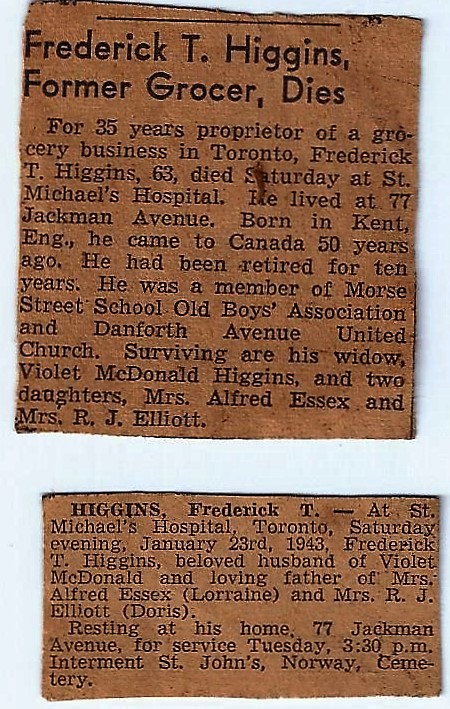 Frederick T. Higgins,
Former Grocer, Dies
For 35 years proprietor of a gro-
cery business in Toronto, Frederick
T. Higgins, 63, died Saturday at St.
Michael's Hospital. He lived at 77
Jackman Avenue. Born in Kent,
Eng., he came to Canada 50 years
ago. He had been retired for ten
years. He was a member of Morse
Street School Old Boys' Association
and Danforth Avenue United
Church. Surviving are his widow,
Violet McDonald Higgins, and two
daughters, Mrs. Alfred Essex and
Mrs. R. J. Elliott.
HIGGINS, Frederick T. — At St.
Michael's Hospital, Toronto, Saturday
evening, January 23rd, 1943, Frederick
T. Higgins, beloved husband of Violet
McDonald and loving father of Mrs.
Alfred Essex (Lorraine) and Mrs. R. J.
Elliott (Doris).
Resting at his home, 77 Jackman
Avenue, for service Tuesday, 3:30 p.m.
Interment St. John's, Norway, Ceme-
tery.